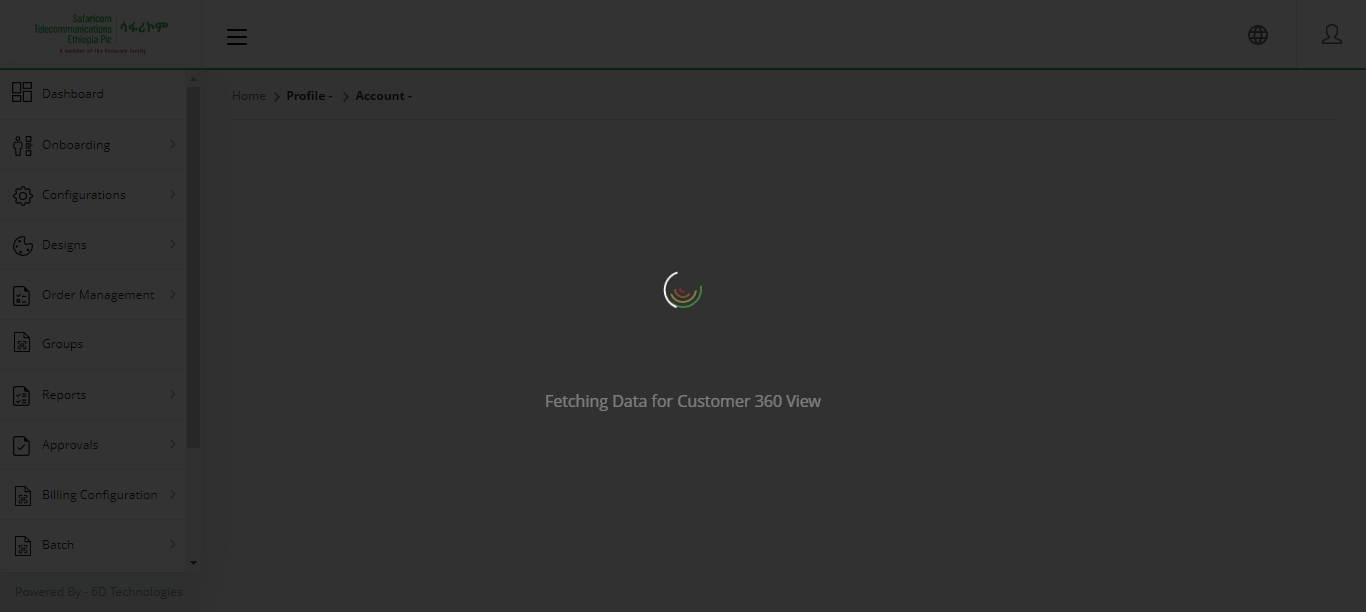 Safaricom
Telecommunications
Ethiopia Plc
ሳፋሪኮም
A member of the Vodacom family
Home > Profile - > Account -
Dashboard
Onboarding
Configurations
Designs
Order Management
Groups
Reports
Approvals
Billing Configuration
Batch
Fetching Data for Customer 360 View
Powered By - 6D Technologies